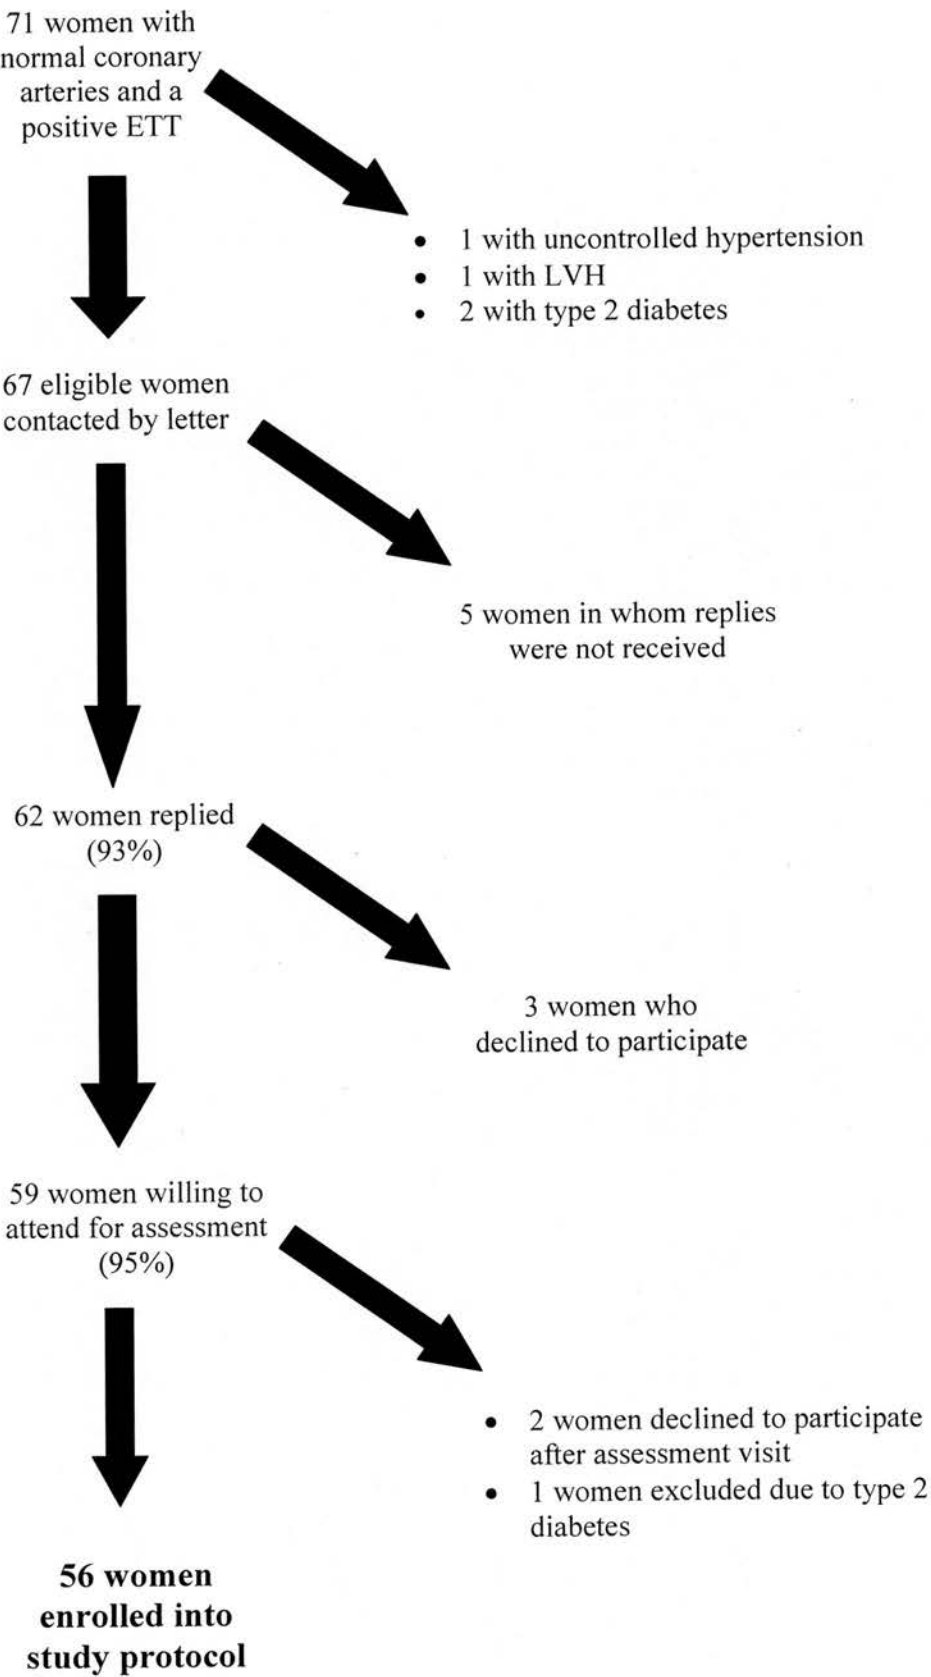 71 women with
normal coronary
arteries and a
positive ETT
• 1 with uncontrolled hypertension
• 1 with LVH
• 2 with type 2 diabetes
67 eligible women
contacted by letter
5 women in whom replies
were not received
62 women replied
(93%)
3 women who
declined to participate
59 women willing to
attend for assessment
(95%)
• 2 women declined to participate
after assessment visit
• 1 women excluded due to type 2
diabetes
56 women
enrolled into
study protocol